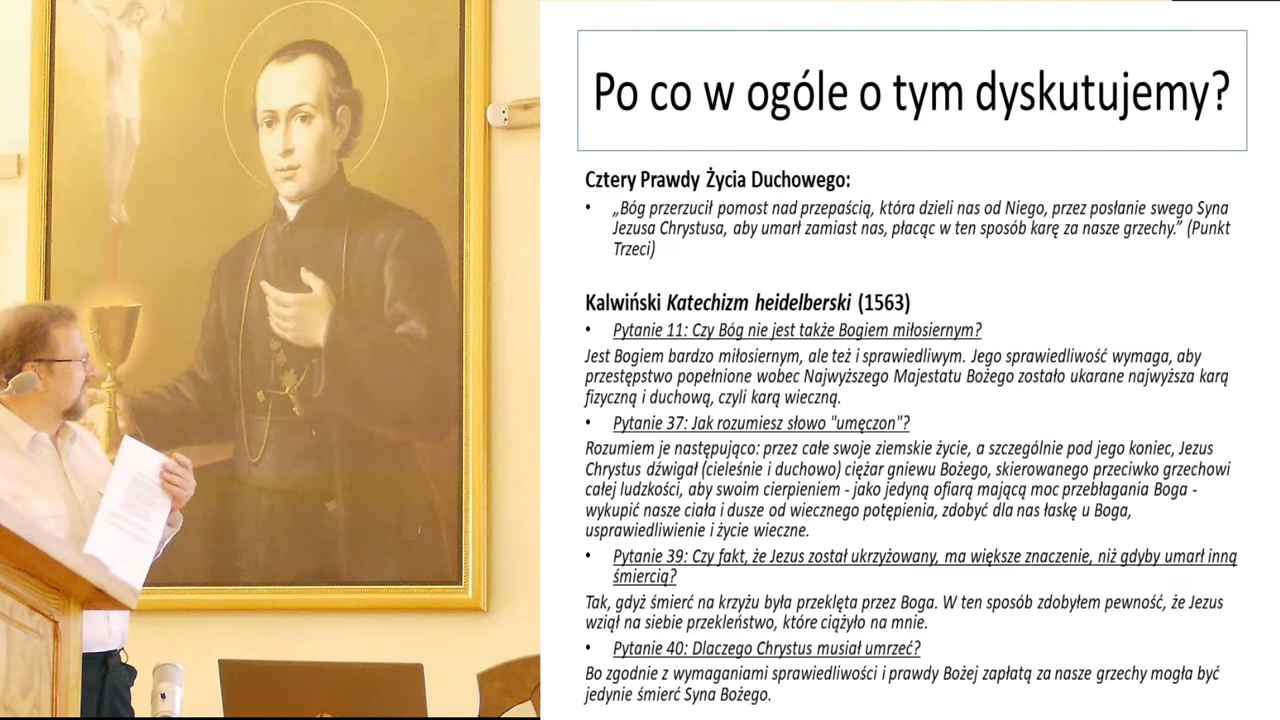 Po co w ogóle o tym dyskutujemy?
Cztery Prawdy Życia Duchowego:
• „Bóg przerzucił pomost nad przepaścią, która dzieli nas od Niego, przez posłanie swego Syna
Jezusa Chrystusa, aby umarł zamiast nas, płacąc w ten sposób karę za nasze grzechy.” (Punkt
Trzeci)
Kalwiński Katechizm heidelberski (1563)
• Pytanie 11: Czy Bóg nie jest także Bogiem miłosiernym?
Jest Bogiem bardzo miłosiernym, ale też i sprawiedliwym. Jego sprawiedliwość wymaga, aby
przestępstwo popełnione wobec Najwyższego Majestatu Bożego zostało ukarane najwyższa karą
fizyczną i duchową, czyli karą wieczną.
• Pytanie 37: Jak rozumiesz słowo "umęczon"?
Rozumiem je następująco: przez całe swoje ziemskie życie, a szczególnie pod jego koniec, Jezus
Chrystus dźwigał (cieleśnie i duchowo) ciężar gniewu Bożego, skierowanego przeciwko grzechowi
całej ludzkości, aby swoim cierpieniem - jako jedyną ofiarą mającą moc przebłagania Boga -
wykupić nasze ciała i dusze od wiecznego potępienia, zdobyć dla nas łaskę u Boga,
usprawiedliwienie i życie wieczne.
• Pytanie 39: Czy fakt, że Jezus został ukrzyżowany, ma większe znaczenie, niż gdyby umarł inną
śmiercią?
Tak, gdyż śmierć na krzyżu była przeklęta przez Boga. W ten sposób zdobyłem pewność, że Jezus
wziął na siebie przekleństwo, które ciążyło na mnie.
• Pytanie 40: Dlaczego Chrystus musiał umrzeć?
Bo zgodnie z wymaganiami sprawiedliwości i prawdy Bożej zapłatą za nasze grzechy mogła być
jedynie śmierć Syna Bożego.